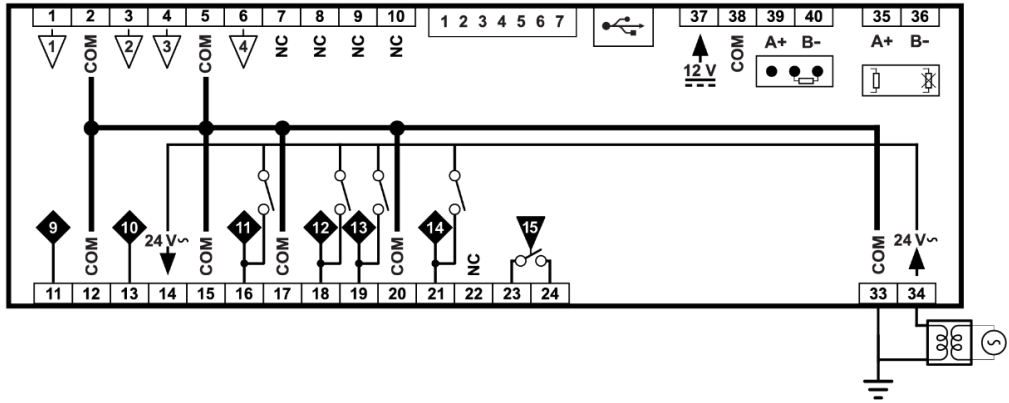 1 2 3 4 5 6 7 8 9 10 1 2 3 4 5 6 7 37 38 39 40 35 36
1 COM 2 3 COM 4 NC NC NC NC 12 V COM A+ B- A+ B-
9 COM 10 24 V~ COM 11 COM 12 13 COM 14 NC 15 COM 24 V~
11 12 13 14 15 16 17 18 19 20 21 22 23 24 33 34